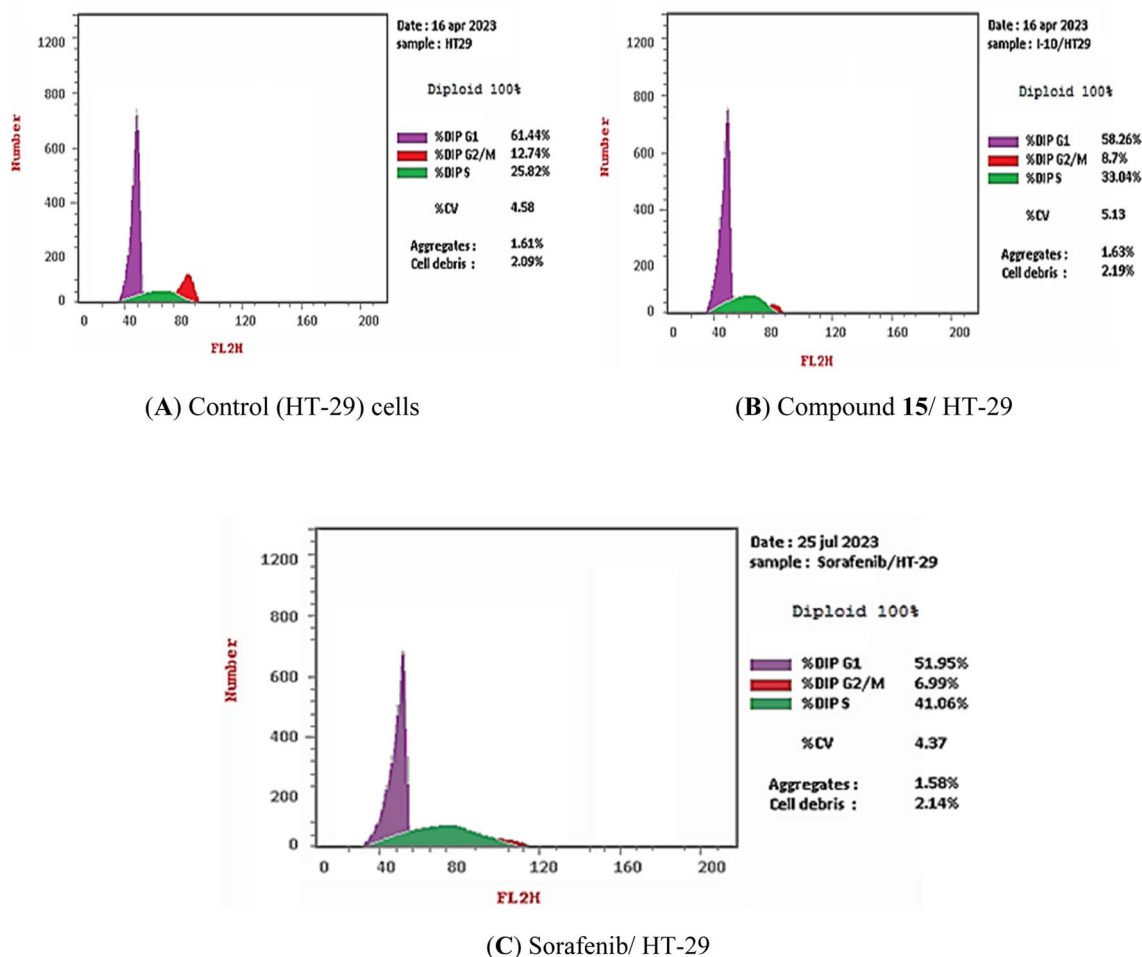 Date : 16 apr 2023
sample : HT29
Diploid 100%
%DIP G1 61.44%
%DIP G2/M 12.74%
%DIP S 25.82%
%CV 4.58
Aggregates : 1.61%
Cell debris : 2.09%
Number
1200
800
600
400
200
0
0 40 80 120 160 200
FL2H
(A) Control (HT-29) cells
Date : 16 apr 2023
sample : I-10/HT29
Diploid 100%
%DIP G1 58.26%
%DIP G2/M 8.7%
%DIP S 33.04%
%CV 5.13
Aggregates : 1.63%
Cell debris : 2.19%
Number
1200
800
600
400
200
0
0 40 80 120 160 200
FL2H
(B) Compound 15/ HT-29
Date : 25 jul 2023
sample : Sorafenib/HT-29
Diploid 100%
%DIP G1 51.95%
%DIP G2/M 6.99%
%DIP S 41.06%
%CV 4.37
Aggregates : 1.58%
Cell debris : 2.14%
Number
1200
800
600
400
200
0
0 40 80 120 160 200
FL2H
(C) Sorafenib/ HT-29